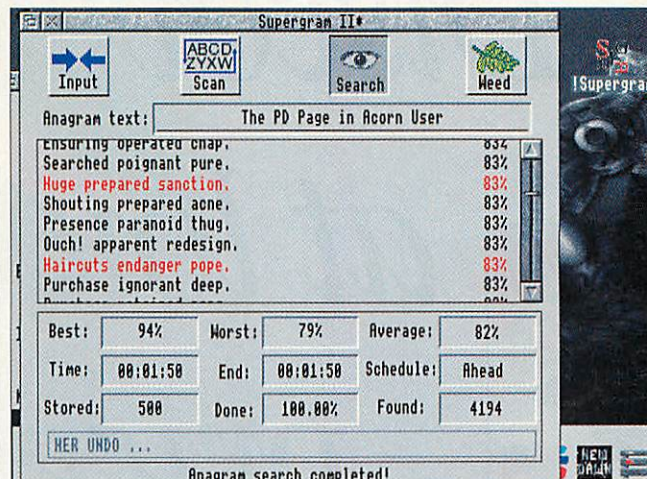 Supergram II*
Input
ABCD
ZYXW
Scan
Search
Weed
!Supergra
Anagram text: The PD Page in Acorn User
Ensuring operated chap. 83%
Searched poignant pure. 83%
Huge prepared sanction. 83%
Shouting prepared acne. 83%
Presence paranoid thug. 83%
Ouch! apparent redesign. 83%
Haircuts endanger pope. 83%
Purchase ignorant deep. 83%
Best: 94% Worst: 79% Average: 82%
Time: 00:01:50 End: 00:01:50 Schedule: Ahead
Stored: 500 Done: 100.00% Found: 4194
HER UNDO ...
Anagram search completed!
NEW
DAWN